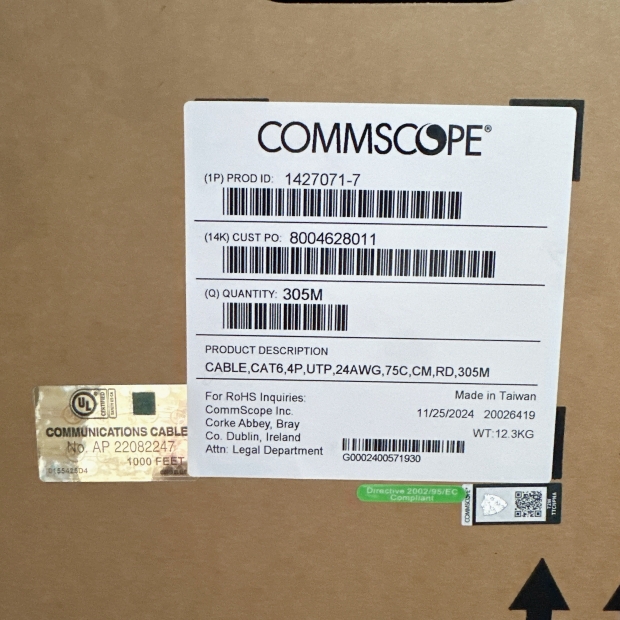 COMMSCOPE®
(1P) PROD ID: 1427071-7
(14K) CUST PO: 8004628011
(Q) QUANTITY: 305M
PRODUCT DESCRIPTION
CABLE,CAT6,4P,UTP,24AWG,75C,CM,RD,305M
For RoHS Inquiries:
CommScope Inc.
Corke Abbey, Bray
Co. Dublin, Ireland
Attn: Legal Department
Made in Taiwan
11/25/2024 20026419
WT:12.3KG
G0002400571930
UL
CERTIFIED
COMMUNICATIONS CABLE
No. AP 22082247
1000 FEET
Directive 2002/95/EC
Compliant
COMMSCOPE®